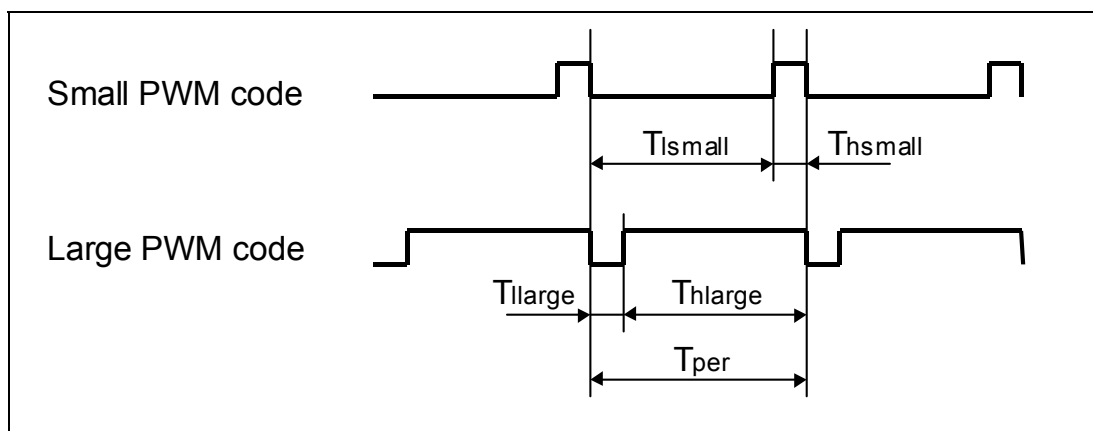 Small PWM code
Tlsmall Thsmall
Large PWM code
Tllarge Thlarge
Tper